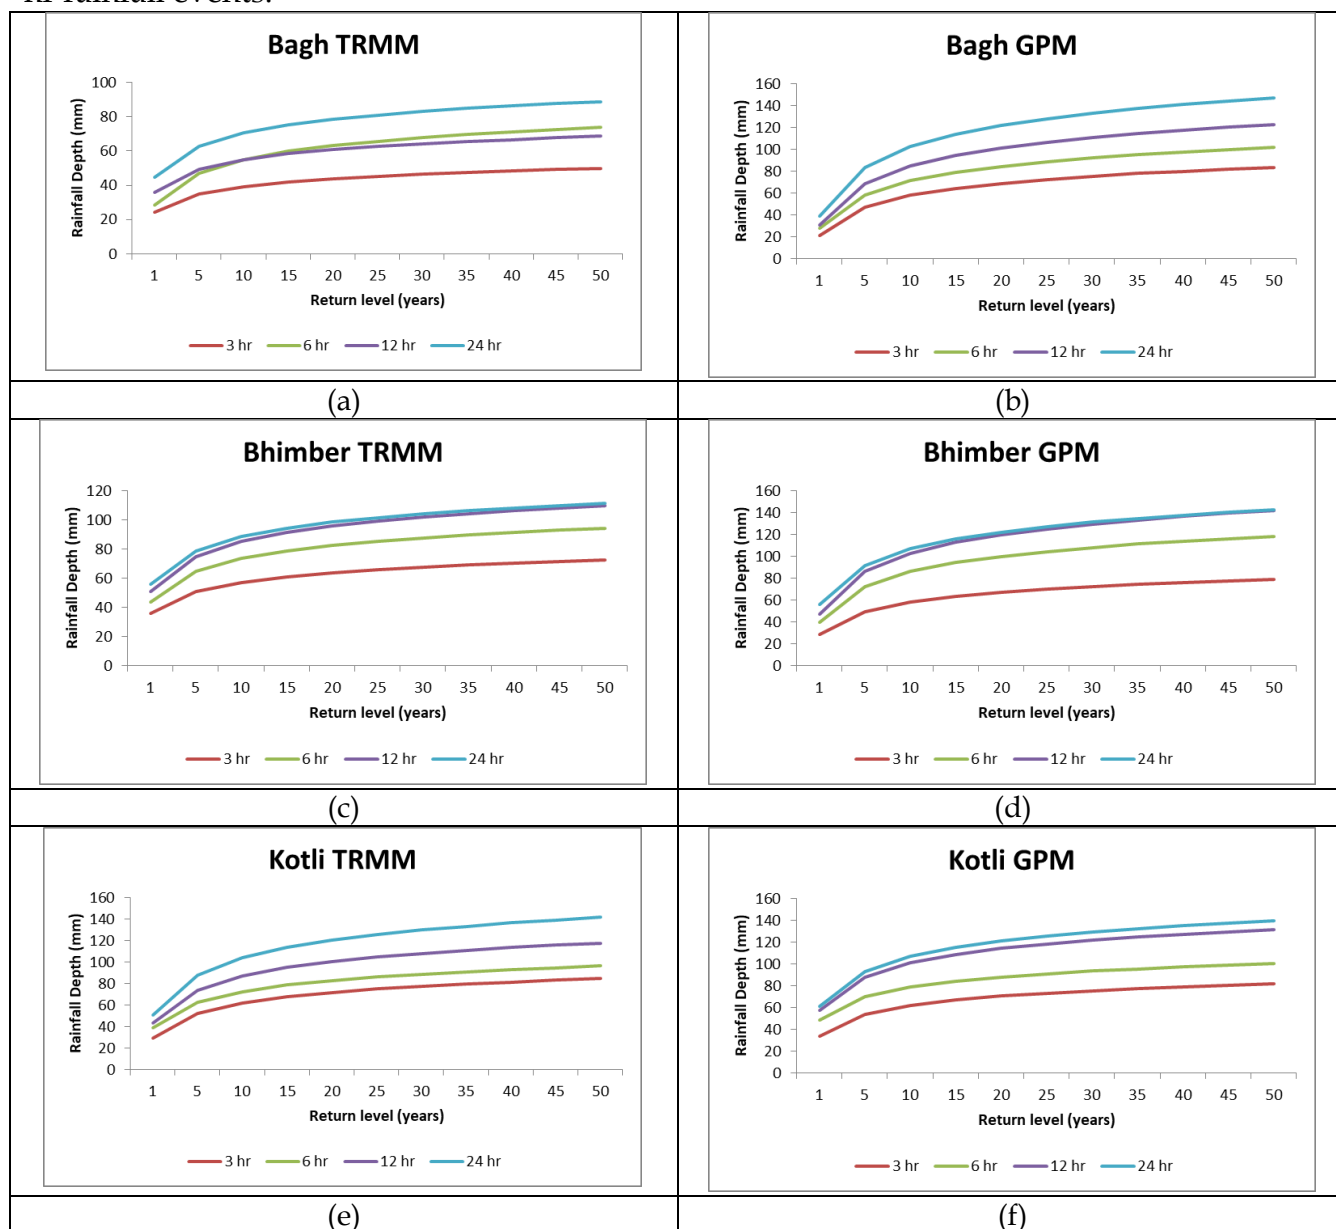 Bagh TRMM
100
80
60
40
20
0
Rainfall Depth (mm)
1 5 10 15 20 25 30 35 40 45 50
Return level (years)
3 hr 6 hr 12 hr 24 hr
(a)
Bagh GPM
160
140
120
100
80
60
40
20
0
Rainfall Depth (mm)
1 5 10 15 20 25 30 35 40 45 50
Return level (years)
3 hr 6 hr 12 hr 24 hr
(b)
Bhimber TRMM
120
100
80
60
40
20
0
Rainfall Depth (mm)
1 5 10 15 20 25 30 35 40 45 50
Return level (years)
3 hr 6 hr 12 hr 24 hr
(c)
Bhimber GPM
160
140
120
100
80
60
40
20
0
Rainfall Depth (mm)
1 5 10 15 20 25 30 35 40 45 50
Return level (years)
3 hr 6 hr 12 hr 24 hr
(d)
Kotli TRMM
160
140
120
100
80
60
40
20
0
Rainfall Depth (mm)
1 5 10 15 20 25 30 35 40 45 50
Return level (years)
3 hr 6 hr 12 hr 24 hr
(e)
Kotli GPM
160
140
120
100
80
60
40
20
0
Rainfall Depth (mm)
1 5 10 15 20 25 30 35 40 45 50
Return level (years)
3 hr 6 hr 12 hr 24 hr
(f)